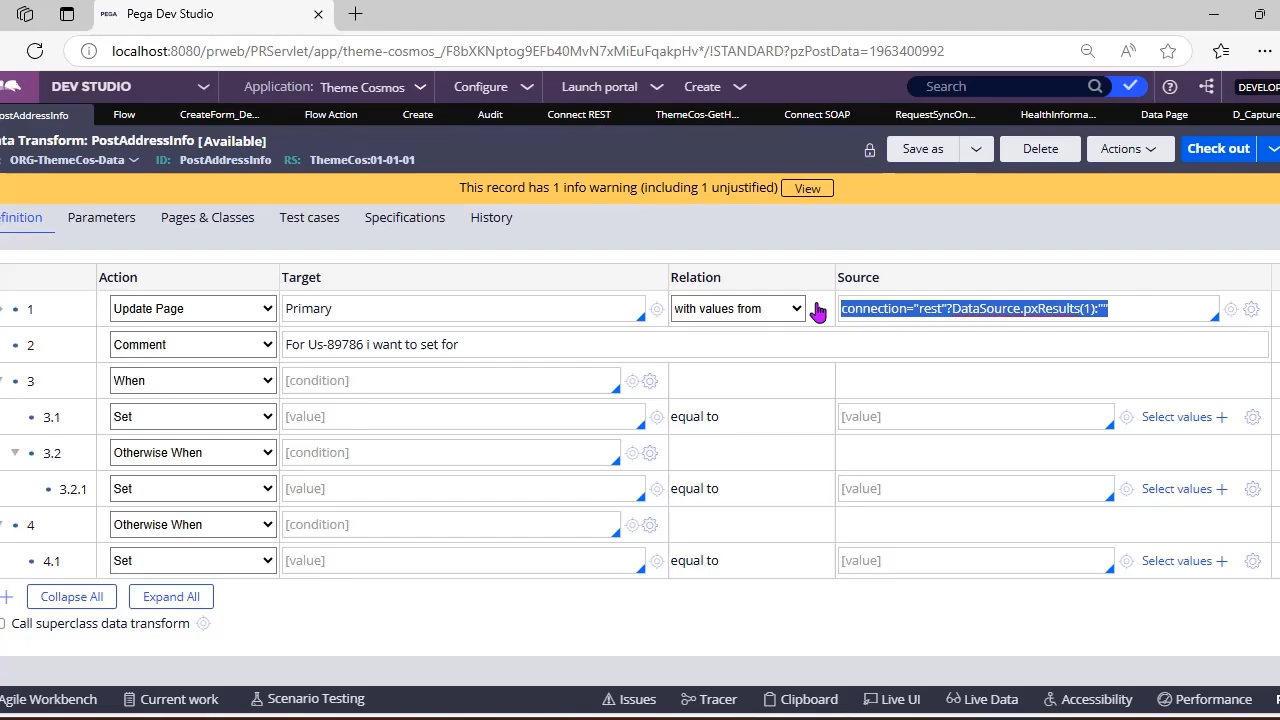 PEGA Pega Dev Studio
localhost:8080/prweb/PRServlet/app/theme-cosmos_/F8bXKNptog9EFb40MvN7xMiEuFqakpHv*/!STANDARD?pzPostData=1963400992
DEV STUDIO Application: Theme Cosmos Configure Launch portal Create Search DEVELOP
ostAddressInfo Flow CreateForm_De... Flow Action Create Audit Connect REST ThemeCos-GetH... Connect SOAP RequestSyncOn... HealthInforma... Data Page D_Capture
ta Transform: PostAddressInfo [Available]
: ORG-ThemeCos-Data ID: PostAddressInfo RS: ThemeCos:01-01-01
Save as Delete Actions Check out
This record has 1 info warning (including 1 unjustified) View
efinition Parameters Pages & Classes Test cases Specifications History
Action Target Relation Source
1 Update Page Primary with values from connection="rest"?DataSource.pxResults(1):""
2 Comment For Us-89786 i want to set for
3 When [condition]
3.1 Set [value] equal to [value] Select values +
3.2 Otherwise When [condition]
3.2.1 Set [value] equal to [value] Select values +
4 Otherwise When [condition]
4.1 Set [value] equal to [value] Select values +
+ Collapse All Expand All
Call superclass data transform
Agile Workbench Current work Scenario Testing Issues Tracer Clipboard Live UI Live Data Accessibility Performance